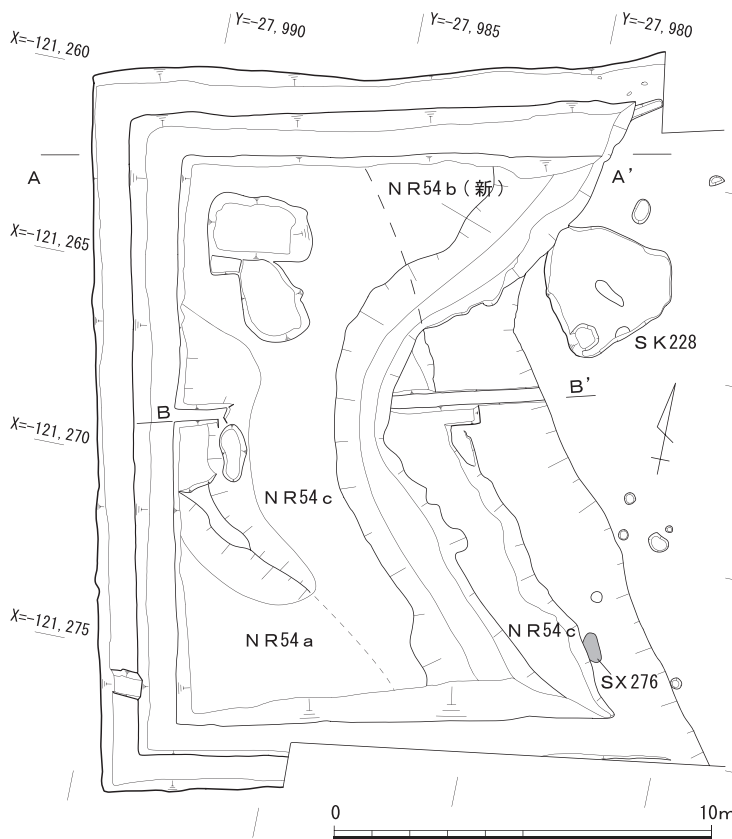 Y=-27,990
Y=-27,985
Y=-27,980
X=-121,260
A
A'
NR54b(新)
X=-121,265
SK228
B
B'
X=-121,270
NR54c
X=-121,275
NR54a
NR54c
SX276
0
10m